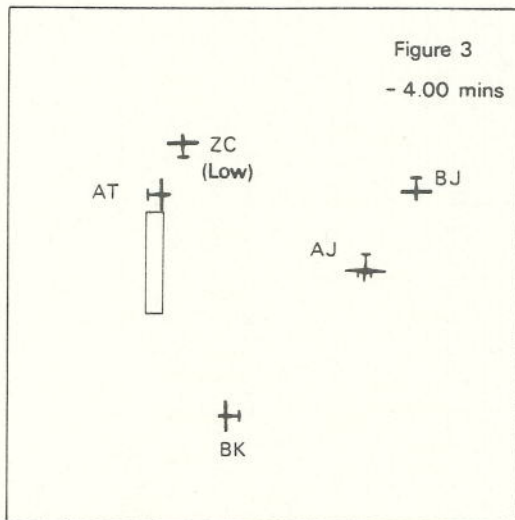 Figure 3
- 4.00 mins
ZC
(Low)
AT
BJ
AJ
BK